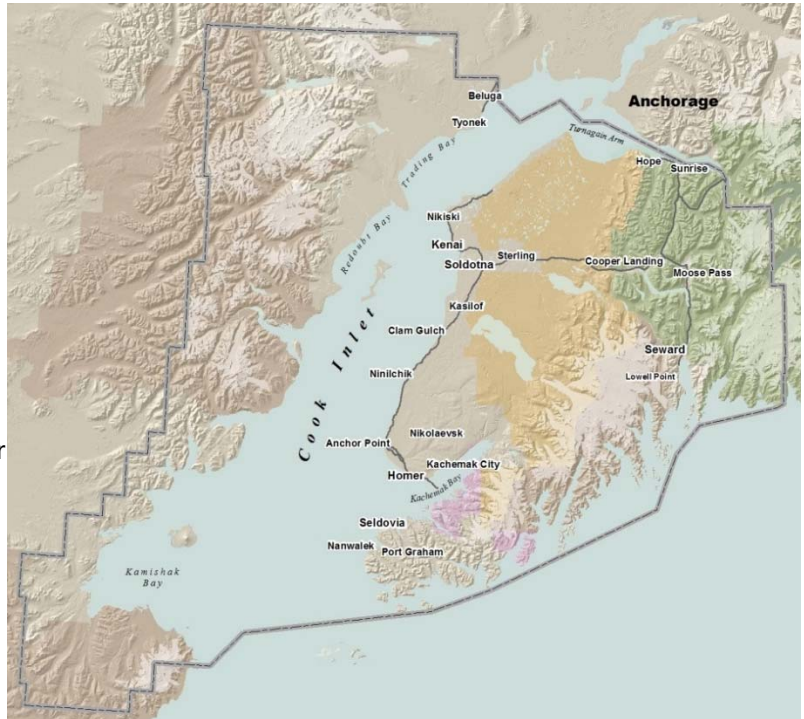 Beluga
Anchorage
Tyonek
Turnagain Arm
Trading Bay
Hope
Sunrise
Nikiski
Redoubt Bay
Kenai
Sterling
Soldotna
Cooper Landing
Moose Pass
Kasilof
Cook Inlet
Clam Gulch
Seward
Ninilchik
Lowell Point
Nikolaevsk
Anchor Point
r
Kachemak City
Homer
Kachemak Bay
Seldovia
Nanwalek
Port Graham
Kamishak
Bay